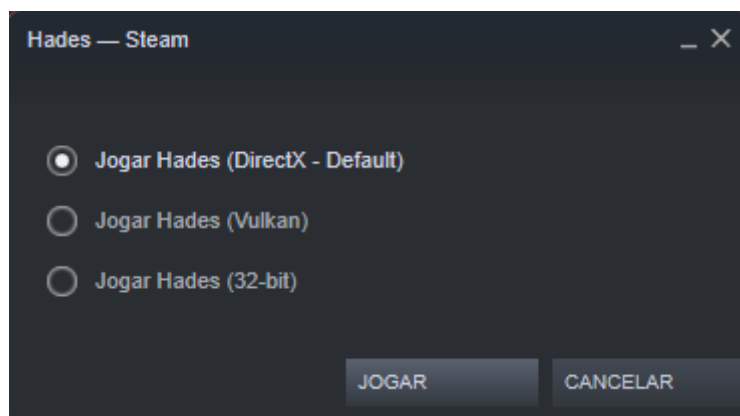 Hades — Steam
Jogar Hades (DirectX - Default)
Jogar Hades (Vulkan)
Jogar Hades (32-bit)
JOGAR CANCELAR